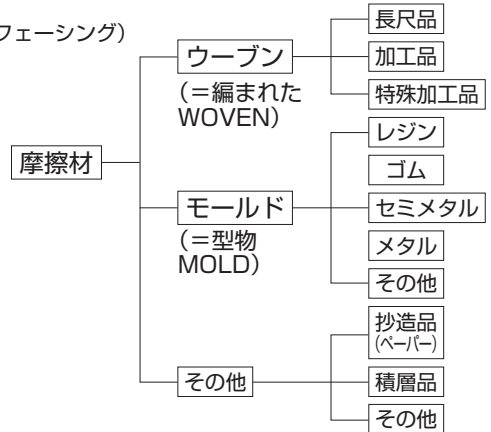 フェーシング)
摩擦材
ウーブン
(=編まれた
WOVEN)
長尺品
加工品
特殊加工品
モールド
(=型物
MOLD)
レジン
ゴム
セミメタル
メタル
その他
その他
抄造品
(ペーパー)
積層品
その他